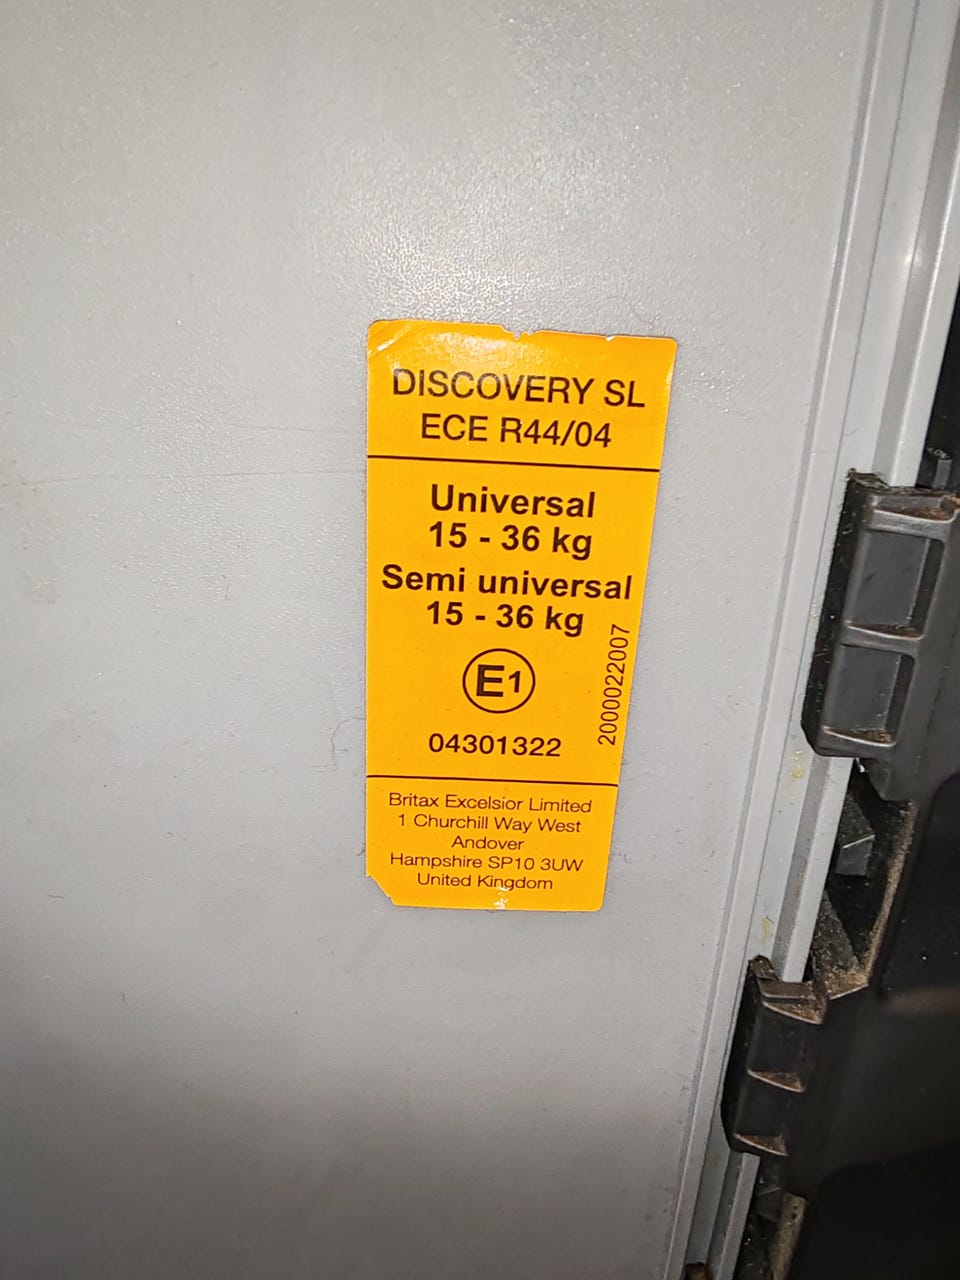 DISCOVERY SL
ECE R44/04
Universal
15 - 36 kg
Semi universal
15 - 36 kg
E1
04301322
2000022007
Britax Excelsior Limited
1 Churchill Way West
Andover
Hampshire SP10 3UW
United Kingdom